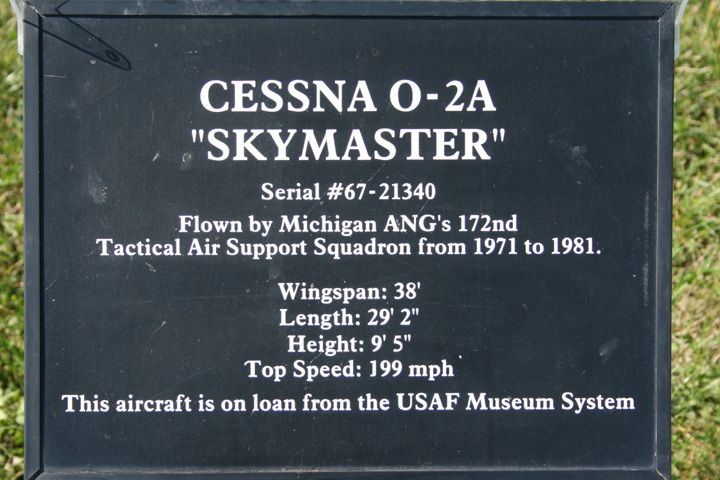 CESSNA O-2A
"SKYMASTER"
Serial #67-21340
Flown by Michigan ANG's 172nd
Tactical Air Support Squadron from 1971 to 1981.
Wingspan: 38'
Length: 29' 2"
Height: 9' 5"
Top Speed: 199 mph
This aircraft is on loan from the USAF Museum System